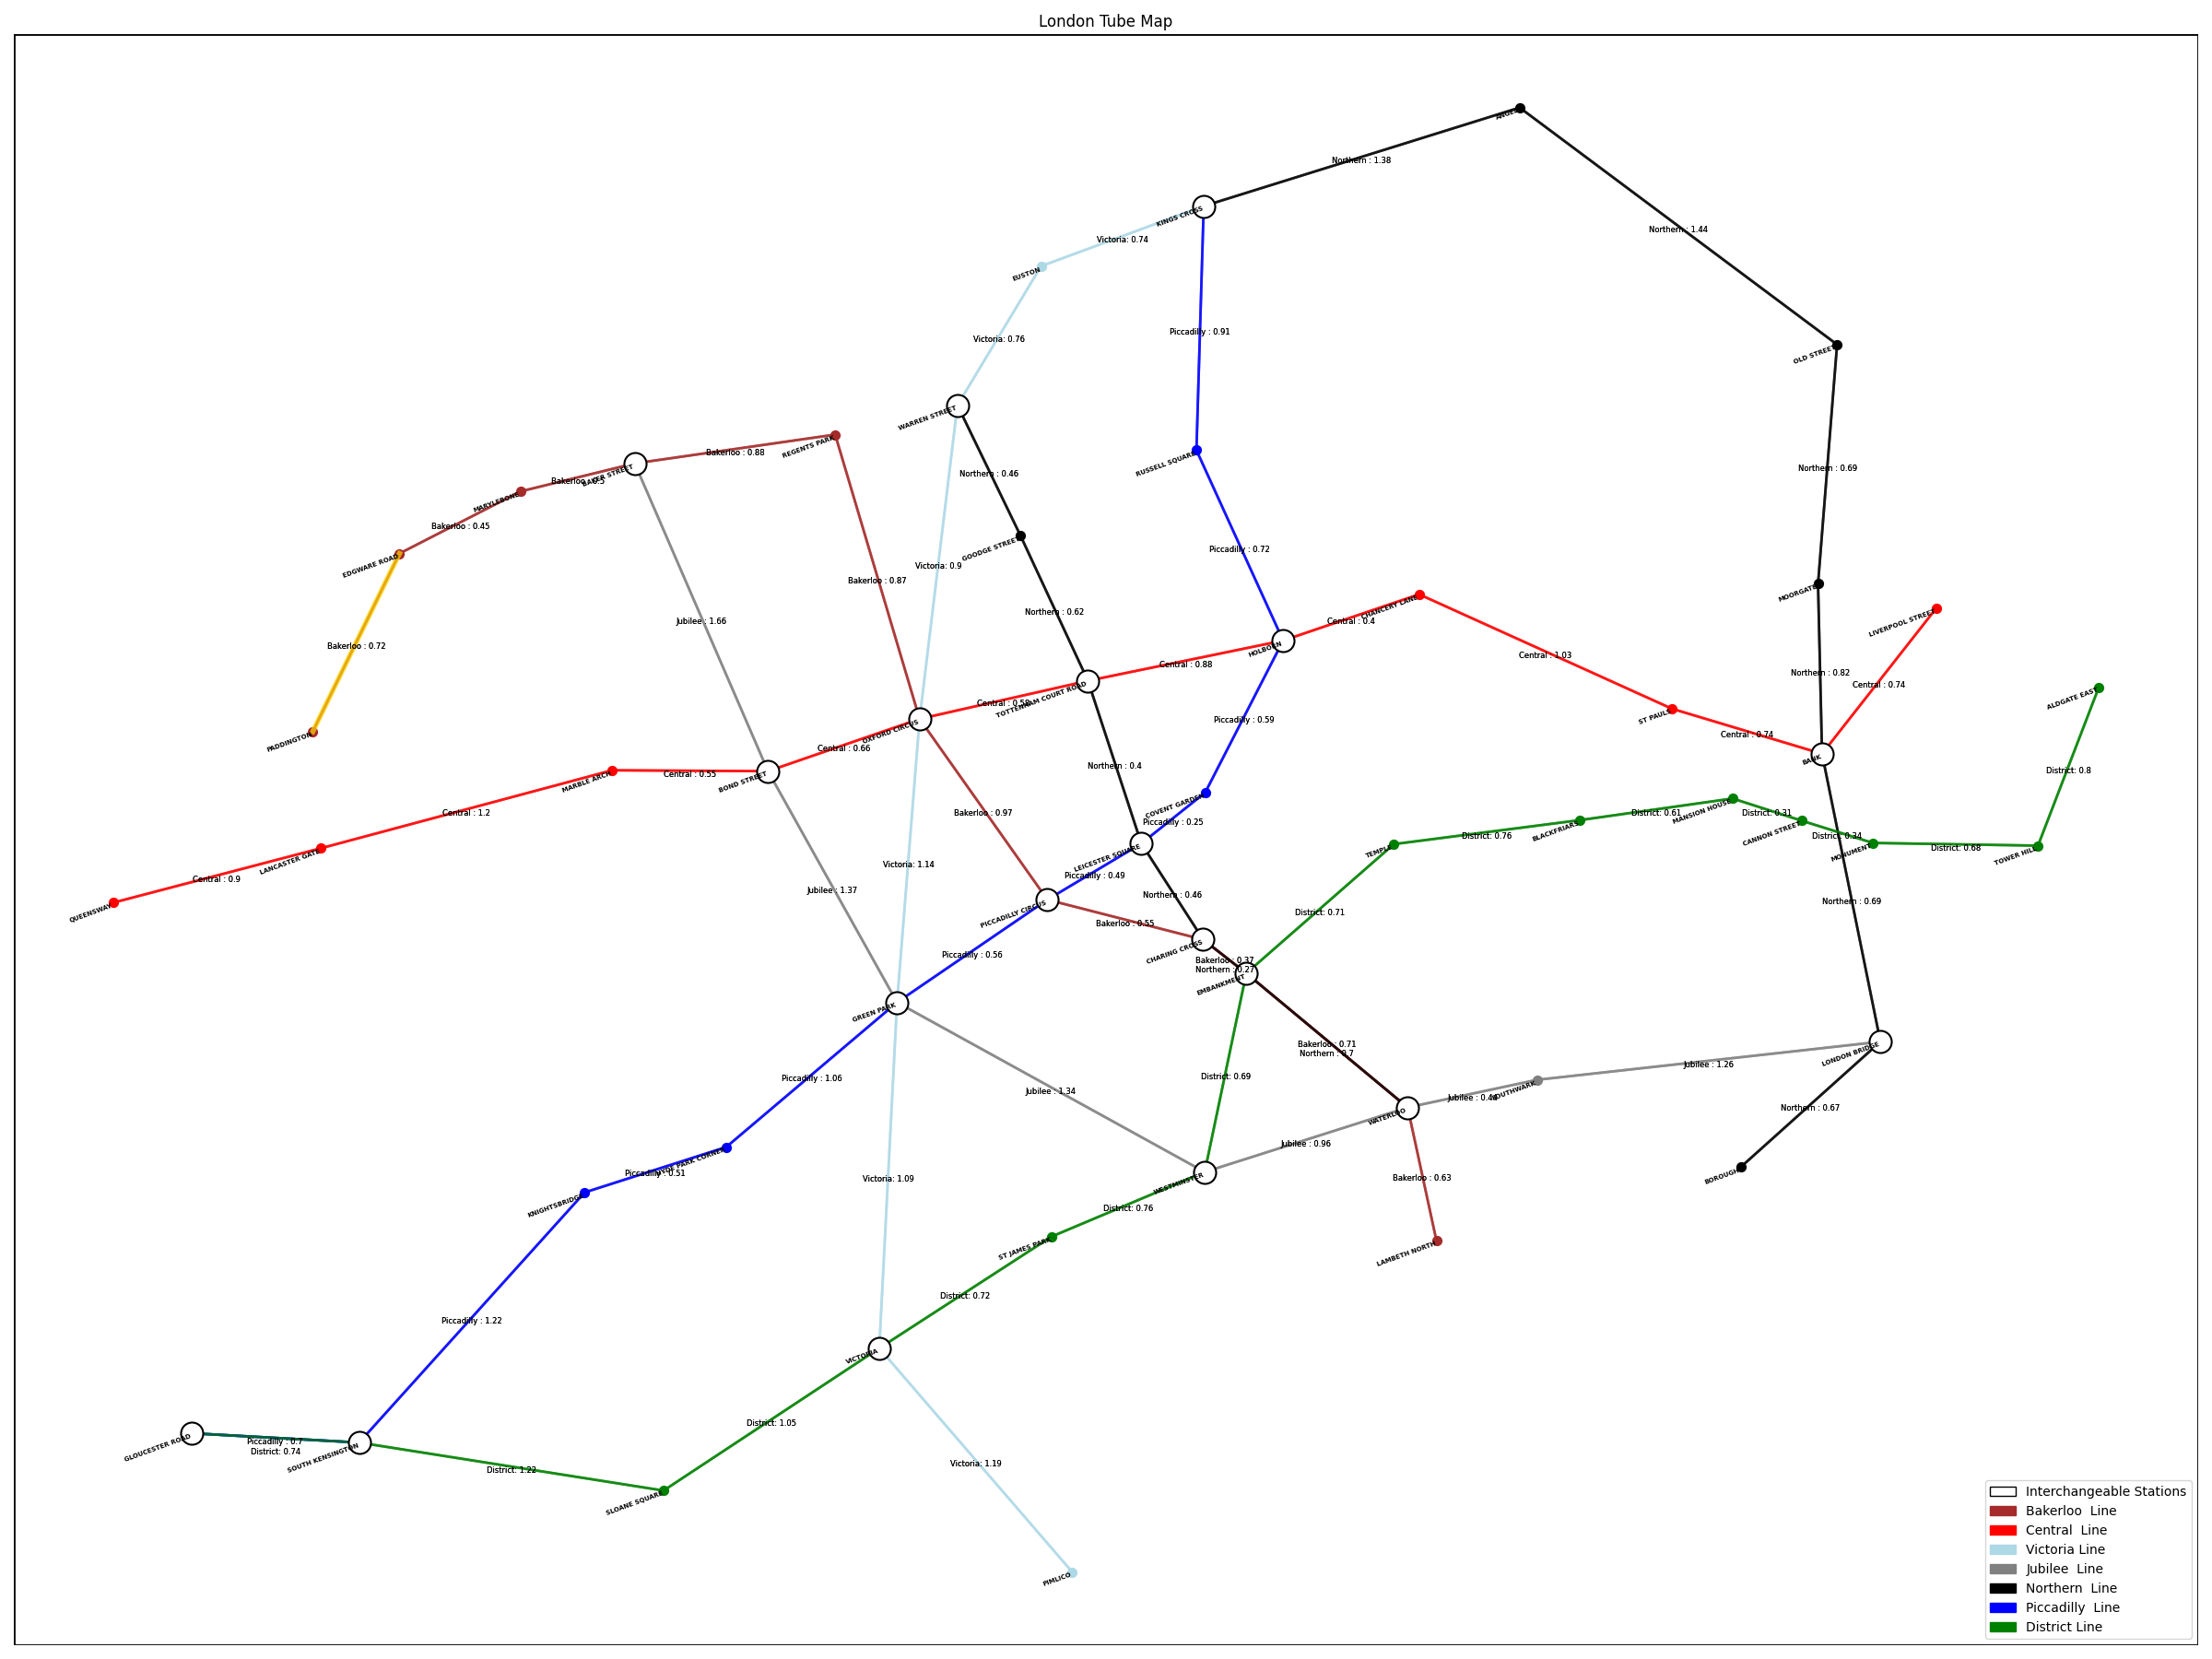 London Tube Map
ANGEL
Northern : 1.38
KINGS CROSS
Northern : 1.44
Victoria: 0.74
EUSTON
Piccadilly : 0.91
Victoria: 0.76
OLD STREET
WARREN STREET
REGENTS PARK
Bakerloo : 0.88
RUSSELL SQUARE
Northern : 0.69
Northern : 0.46
BAKER STREET
Bakerloo : 0.5
MARYLEBONE
Bakerloo : 0.45
GOODGE STREET
Piccadilly : 0.72
EDGWARE ROAD
Victoria: 0.9
Bakerloo : 0.87
MOORGATE
CHANCERY LANE
Northern : 0.62
Jubilee : 1.66
Central : 0.4
LIVERPOOL STREET
Bakerloo : 0.72
HOLBORN
Central : 1.03
Central : 0.88
Northern : 0.82
Central : 0.74
ALDGATE EAST
TOTTENHAM COURT ROAD
ST PAULS
Piccadilly : 0.59
OXFORD CIRCUS
Central : 0.74
PADDINGTON
Central : 0.66
BANK
Northern : 0.4
District: 0.8
Central : 0.55
MARBLE ARCH
BOND STREET
COVENT GARDEN
Central : 1.2
Bakerloo : 0.97
District: 0.61
District: 0.31
MANSION HOUSE
Piccadilly : 0.25
BLACKFRIARS
CANNON STREET
District: 0.76
District: 0.34
TEMPLE
MONUMENT
District: 0.68
TOWER HILL
LEICESTER SQUARE
LANCASTER GATE
Victoria: 1.14
Piccadilly : 0.49
Central : 0.9
Jubilee : 1.37
Northern : 0.46
Northern : 0.69
QUEENSWAY
PICCADILLY CIRCUS
District: 0.71
Bakerloo : 0.55
CHARING CROSS
Piccadilly : 0.56
Bakerloo : 0.37
Northern : 0.27
EMBANKMENT
GREEN PARK
Bakerloo : 0.71
Northern : 0.7
LONDON BRIDGE
Jubilee : 1.26
Piccadilly : 1.06
District: 0.69
Jubilee : 1.34
SOUTHWARK
Jubilee : 0.44
Northern : 0.67
WATERLOO
Jubilee : 0.96
HYDE PARK CORNER
Piccadilly : 0.51
Victoria: 1.09
WESTMINSTER
Bakerloo : 0.63
BOROUGH
KNIGHTSBRIDGE
District: 0.76
ST JAMES PARK
LAMBETH NORTH
District: 0.72
Piccadilly : 1.22
VICTORIA
District: 1.05
GLOUCESTER ROAD
Piccadilly : 0.7
District: 0.74
SOUTH KENSINGTON
District: 1.22
Victoria: 1.19
SLOANE SQUARE
PIMLICO
Interchangeable Stations
Bakerloo Line
Central Line
Victoria Line
Jubilee Line
Northern Line
Piccadilly Line
District Line